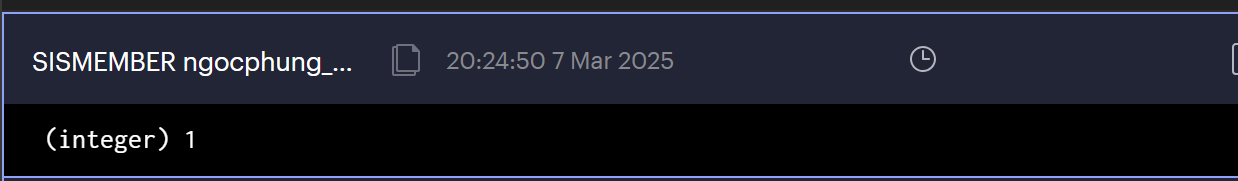 SISMEMBER ngocphung_... 20:24:50 7 Mar 2025
(integer) 1